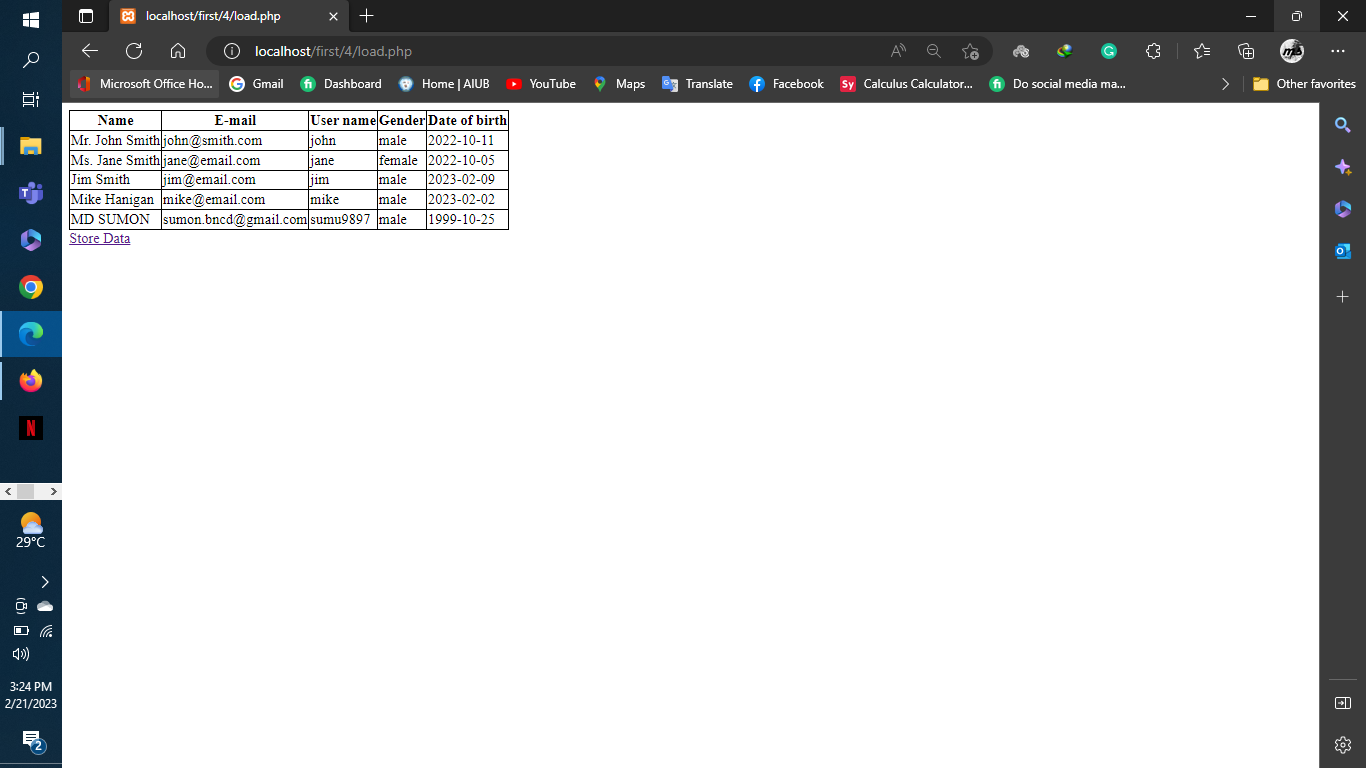 localhost/first/4/load.php
localhost/first/4/load.php
Microsoft Office Ho... Gmail Dashboard Home | AIUB YouTube Maps Translate Facebook Sy Calculus Calculator... Do social media ma... Other favorites
Name E-mail User name Gender Date of birth
Mr. John Smith john@smith.com john male 2022-10-11
Ms. Jane Smith jane@email.com jane female 2022-10-05
Jim Smith jim@email.com jim male 2023-02-09
Mike Hanigan mike@email.com mike male 2023-02-02
MD SUMON sumon.bncd@gmail.com sumu9897 male 1999-10-25
Store Data
29°C
3:24 PM
2/21/2023
2